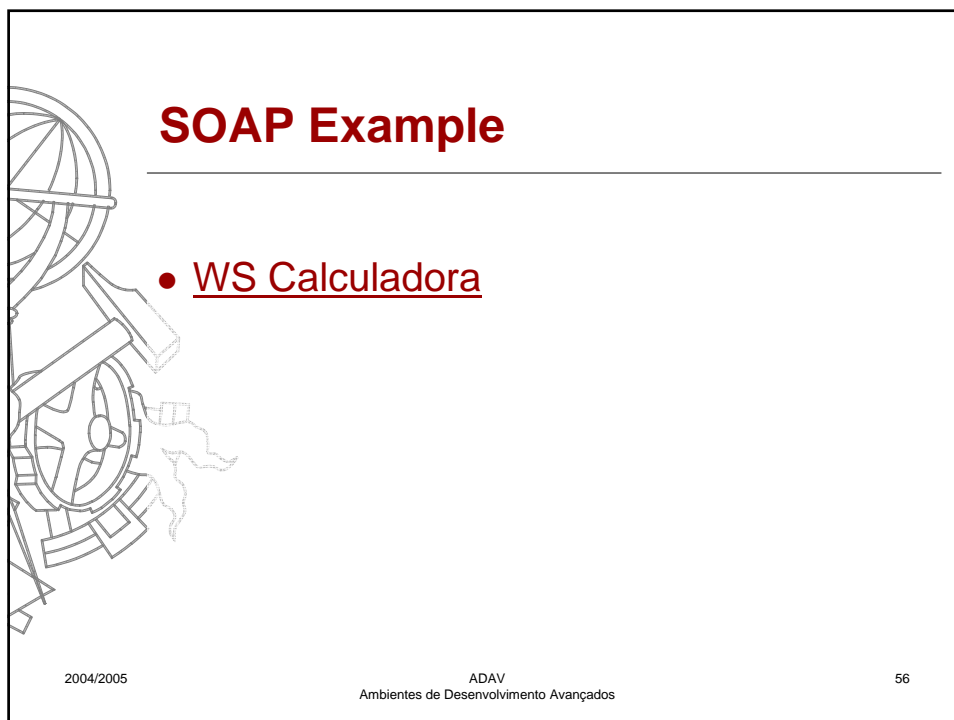 SOAP Example
● WS Calculadora
2004/2005
ADAV
Ambientes de Desenvolvimento Avançados
56